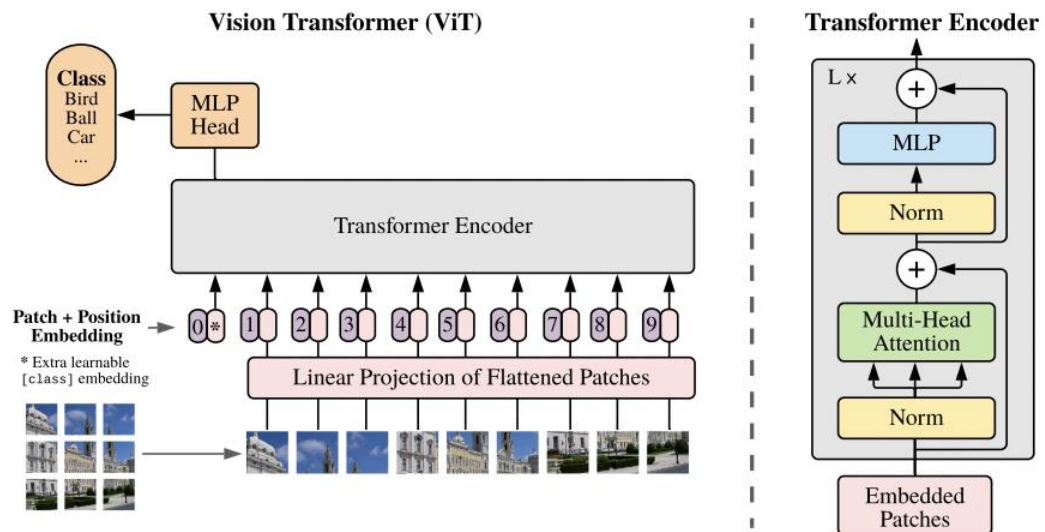 Vision Transformer (ViT)
Class
Bird
Ball
Car
...
MLP
Head
Transformer Encoder
Patch + Position
Embedding
0 * 1 2 3 4 5 6 7 8 9
* Extra learnable
[class] embedding
Linear Projection of Flattened Patches
Transformer Encoder
L ×
+
MLP
Norm
+
Multi-Head
Attention
Norm
Embedded
Patches